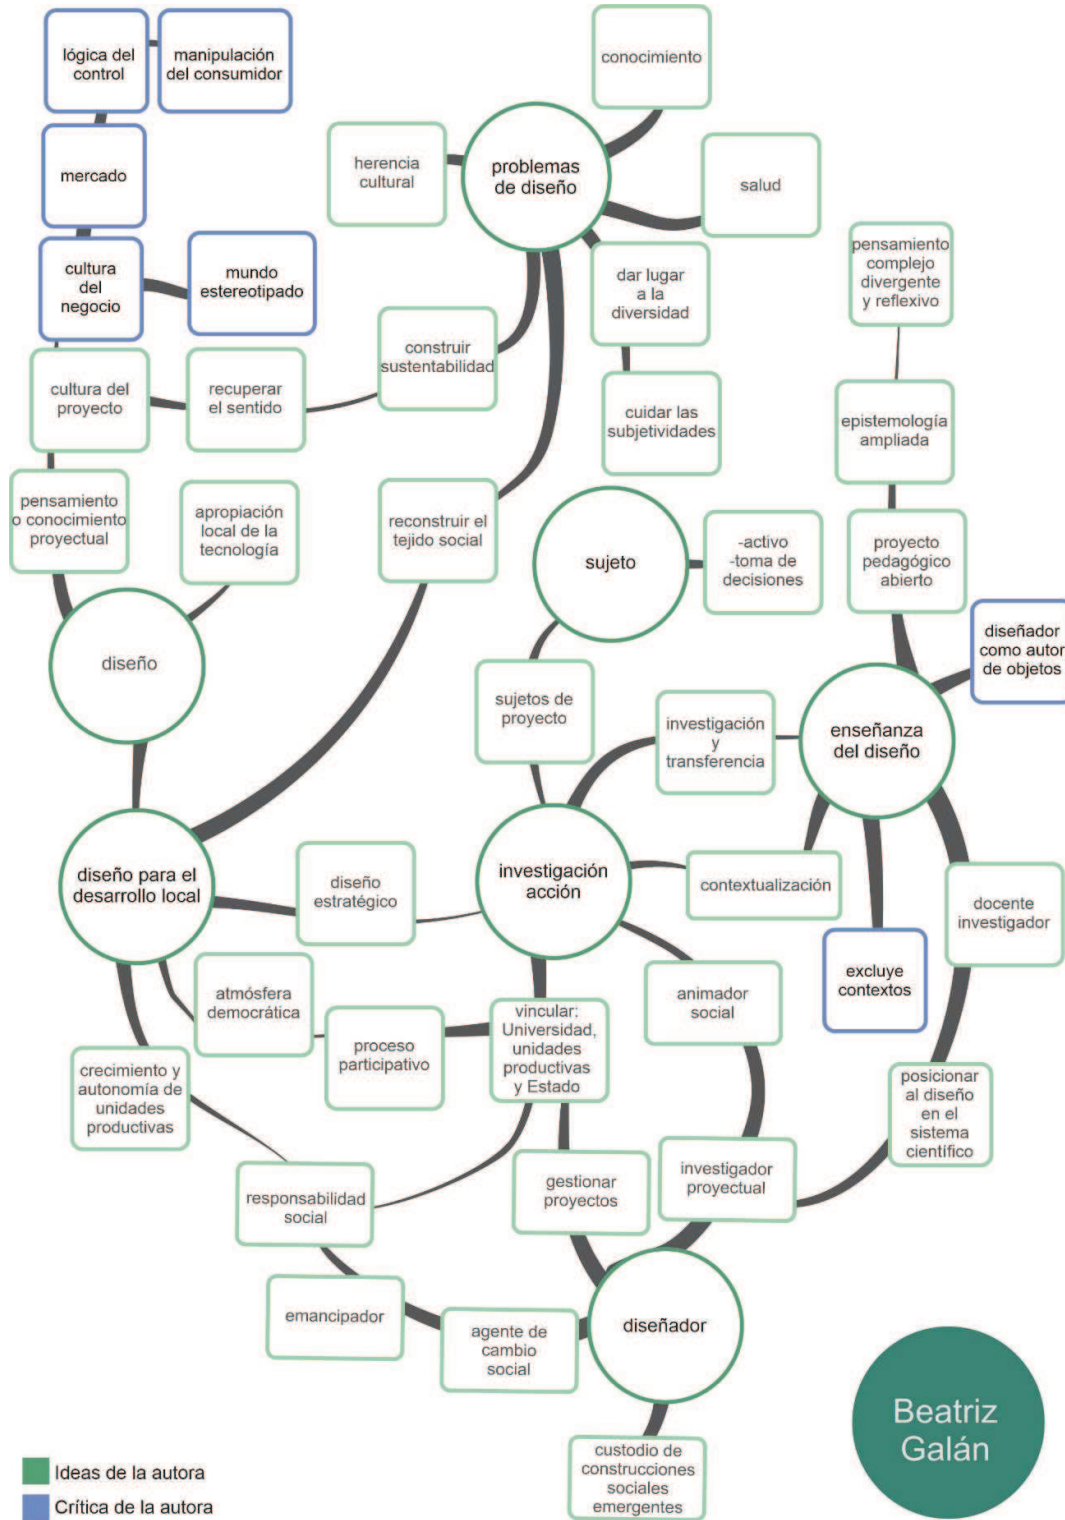 lógica del
control
manipulación
del consumidor
conocimiento
mercado
herencia
cultural
problemas
de diseño
salud
cultura
del
negocio
mundo
estereotipado
dar lugar
a la
diversidad
pensamiento
complejo
divergente
y reflexivo
cultura del
proyecto
recuperar
el sentido
construir
sustentabilidad
cuidar las
subjetividades
epistemología
ampliada
pensamiento
o conocimiento
proyectual
apropiación
local de la
tecnología
reconstruir el
tejido social
sujeto
-activo
-toma de
decisiones
proyecto
pedagógico
abierto
diseño
diseñador
como autor
de objetos
sujetos de
proyecto
investigación
y
transferencia
enseñanza
del diseño
diseño para el
desarrollo local
diseño
estratégico
investigación
acción
contextualización
docente
investigador
atmósfera
democrática
proceso
participativo
vincular:
Universidad,
unidades
productivas
y Estado
animador
social
excluye
contextos
crecimiento y
autonomía de
unidades
productivas
posicionar
al diseño
en el
sistema
científico
responsabilidad
social
gestionar
proyectos
investigador
proyectual
emancipador
agente de
cambio
social
diseñador
Beatriz
Galán
custodio de
construcciones
sociales
emergentes
Ideas de la autora
Crítica de la autora